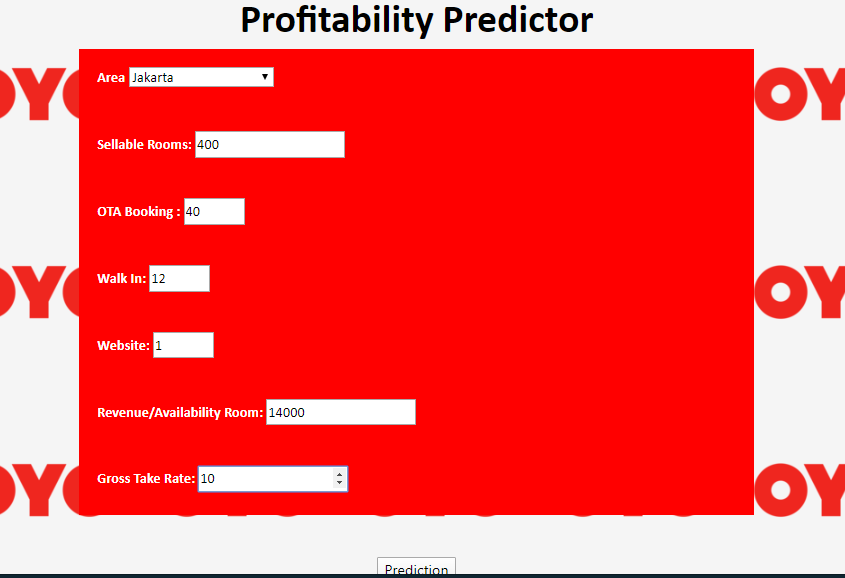 Profitability Predictor
Area Jakarta
Sellable Rooms: 400
OTA Booking : 40
Walk In: 12
Website: 1
Revenue/Availability Room: 14000
Gross Take Rate: 10
Prediction